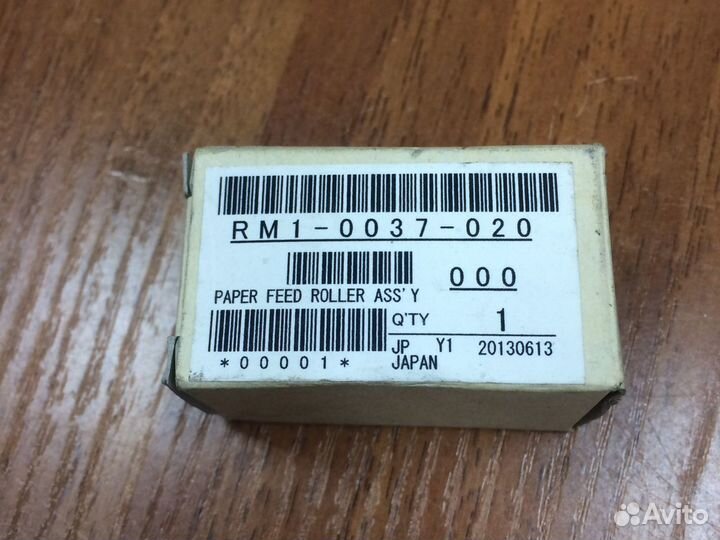 RM1-0037-020
000
PAPER FEED ROLLER ASS'Y
Q'TY 1
*00001*
JP Y1 20130613
JAPAN
Avito